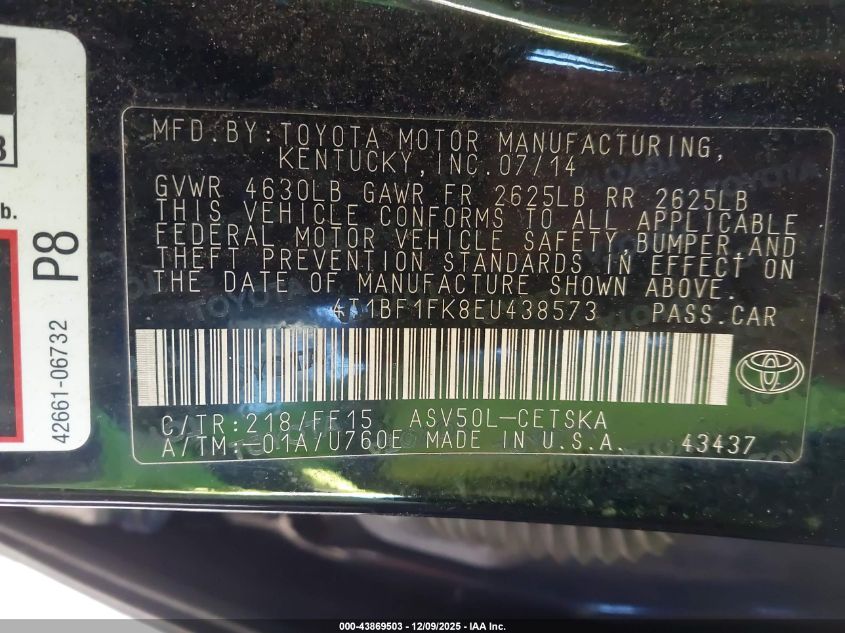 MFD. BY: TOYOTA MOTOR MANUFACTURING,
KENTUCKY, INC. 07/14
GVWR 4630LB GAWR FR 2625LB RR 2625LB
THIS VEHICLE CONFORMS TO ALL APPLICABLE
FEDERAL MOTOR VEHICLE SAFETY, BUMPER AND
THEFT PREVENTION STANDARDS IN EFFECT ON
THE DATE OF MANUFACTURE SHOWN ABOVE.
4T1BF1FK8EU438573 PASS.CAR
C/TR:218/FE15 ASV50L-CETSKA
A/TM:-01A/U760E MADE IN U.S.A. 43437
3
b.
P8
42661-06732
000-43869503 - 12/09/2025 - IAA Inc.